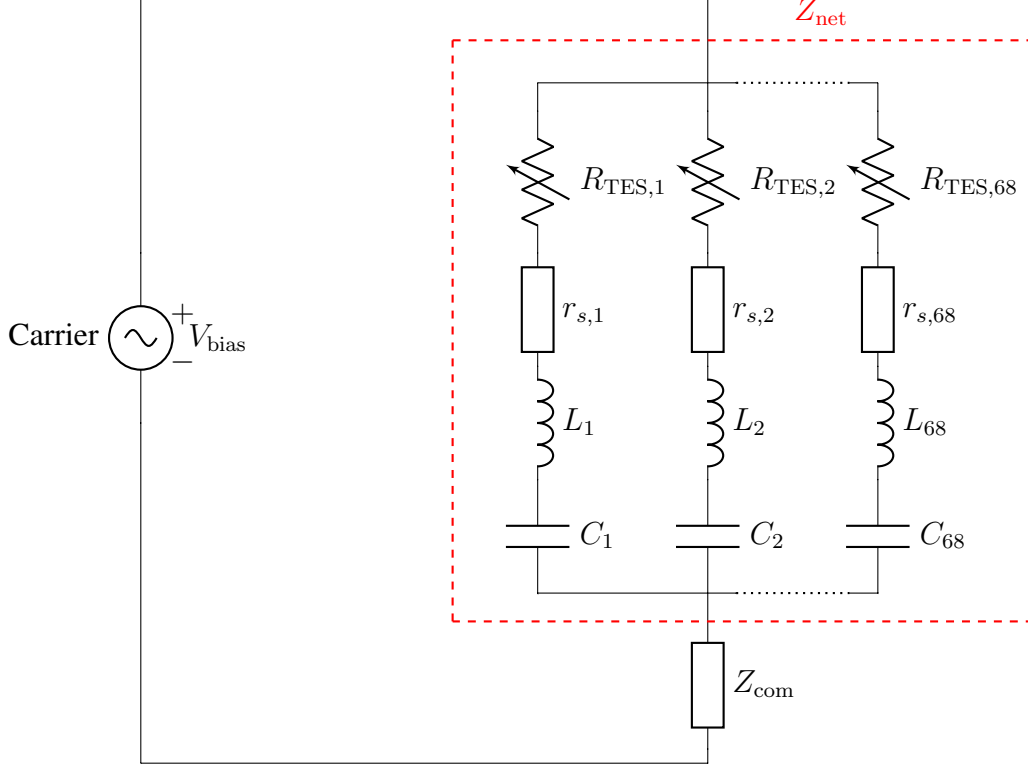 Z_net
R_TES,1
R_TES,2
R_TES,68
r_s,1
r_s,2
r_s,68
Carrier
+
V_bias
−
L_1
L_2
L_68
C_1
C_2
C_68
Z_com